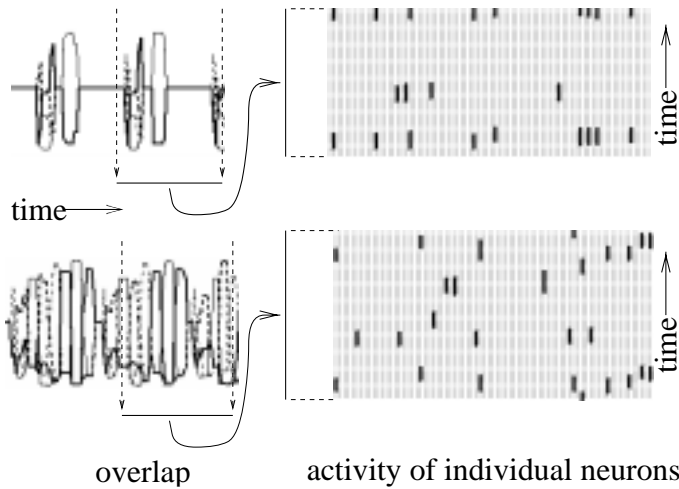 time
time
time
overlap
activity of individual neurons